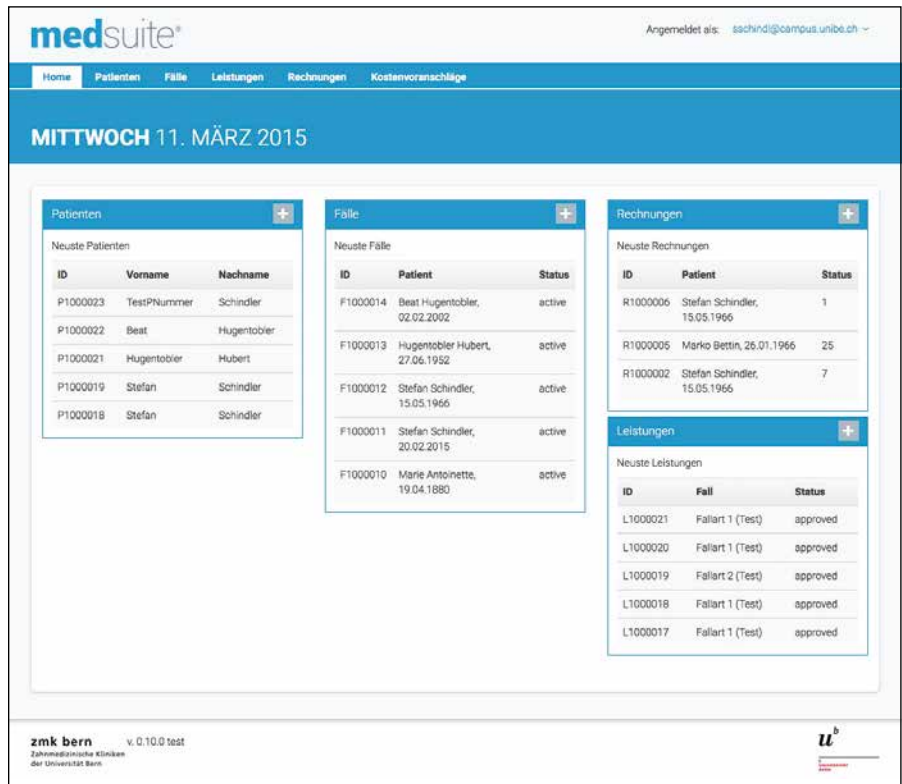 medsuite®
Angemeldet als: sschindl@campus.unibe.ch
Home Patienten Fälle Leistungen Rechnungen Kostenvoranschläge
MITTWOCH 11. MÄRZ 2015
Patienten
Neuste Patienten
ID Vorname Nachname
P1000023 TestPNummer Schindler
P1000022 Beat Hugentobler
P1000021 Hugentobler Hubert
P1000019 Stefan Schindler
P1000018 Stefan Schindler
Fälle
Neuste Fälle
ID Patient Status
F1000014 Beat Hugentobler, active
02.02.2002
F1000013 Hugentobler Hubert, active
27.06.1952
F1000012 Stefan Schindler, active
15.05.1966
F1000011 Stefan Schindler, active
20.02.2015
F1000010 Marie Antoinette, active
19.04.1880
Rechnungen
Neuste Rechnungen
ID Patient Status
R1000006 Stefan Schindler, 1
15.05.1966
R1000005 Marko Bettin, 26.01.1966 25
R1000002 Stefan Schindler, 7
15.05.1966
Leistungen
Neuste Leistungen
ID Fall Status
L1000021 Fallart 1 (Test) approved
L1000020 Fallart 1 (Test) approved
L1000019 Fallart 2 (Test) approved
L1000018 Fallart 1 (Test) approved
L1000017 Fallart 1 (Test) approved
zmk bern v. 0.10.0 test
Zahnmedizinische Kliniken
der Universität Bern
u b